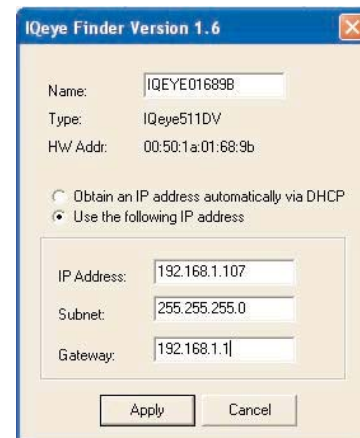 IQeye Finder Version 1.6
Name: IQEYE01689B
Type: IQeye511DV
HW Addr: 00:50:1a:01:68:9b
Obtain an IP address automatically via DHCP
Use the following IP address
IP Address: 192.168.1.107
Subnet: 255.255.255.0
Gateway: 192.168.1.1
Apply Cancel